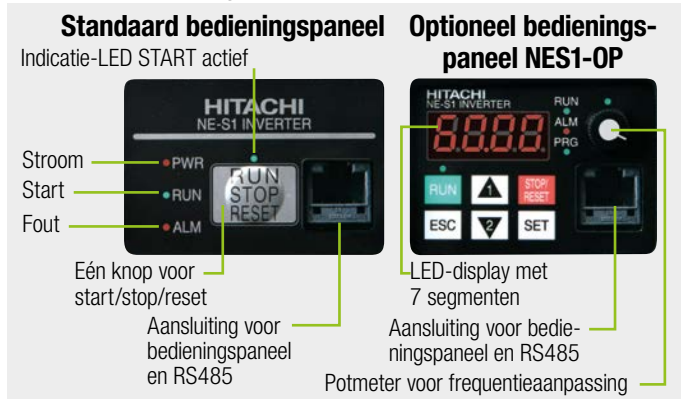 Standaard bedieningspaneel
Indicatie-LED START actief
HITACHI
NE-S1 INVERTER
Stroom
PWR
Start
RUN
Fout
ALM
RUN
STOP
RESET
Eén knop voor
start/stop/reset
Aansluiting voor
bedieningspaneel
en RS485
Optioneel bedienings-
paneel NES1-OP
HITACHI
NE-S1 INVERTER
RUN
ALM
PRG
8.0.0.0.
RUN
1
STOP/
RESET
ESC
2
SET
LED-display met
7 segmenten
Aansluiting voor bedie-
ningspaneel en RS485
Potmeter voor frequentieaanpassing